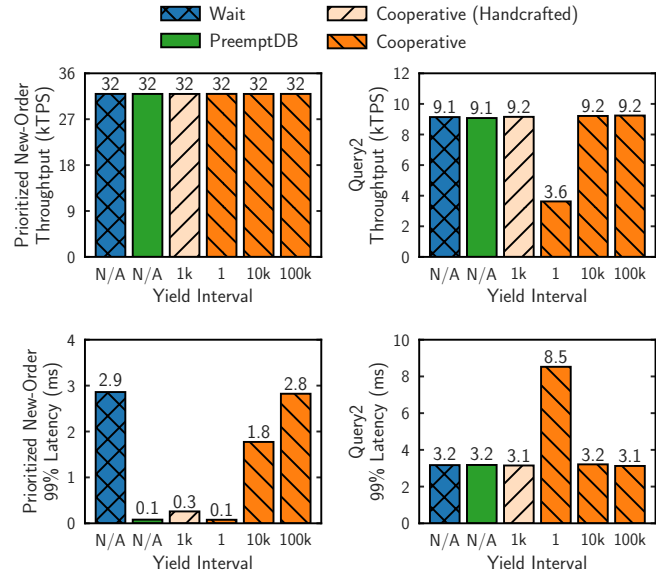 Wait
Cooperative (Handcrafted)
PreemptDB
Cooperative
Prioritized New-Order
Throughtput (kTPS)
36
27
18
9
0
32 32 32 32 32 32
N/A N/A 1k 1 10k 100k
Yield Interval
Query2
Throughtput (kTPS)
12
10
8
6
4
2
0
9.1 9.1 9.2 3.6 9.2 9.2
N/A N/A 1k 1 10k 100k
Yield Interval
Prioritized New-Order
99% Latency (ms)
4
3
2
1
0
2.9 0.1 0.3 0.1 1.8 2.8
N/A N/A 1k 1 10k 100k
Yield Interval
Query2
99% Latency (ms)
10
8
6
4
2
0
3.2 3.2 3.1 8.5 3.2 3.1
N/A N/A 1k 1 10k 100k
Yield Interval